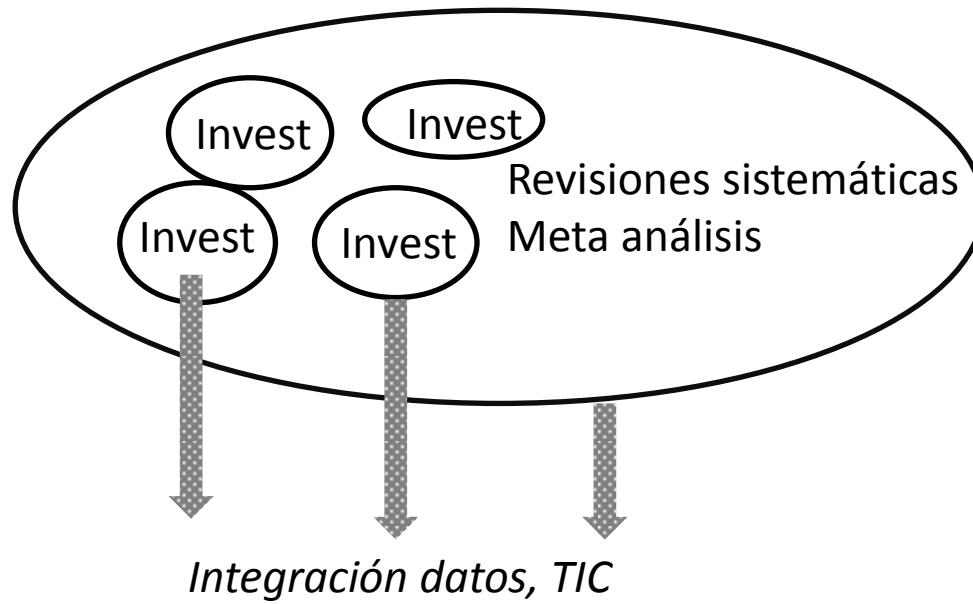 Invest
Invest
Revisiones sistemáticas
Invest
Invest
Meta análisis
Integración datos, TIC